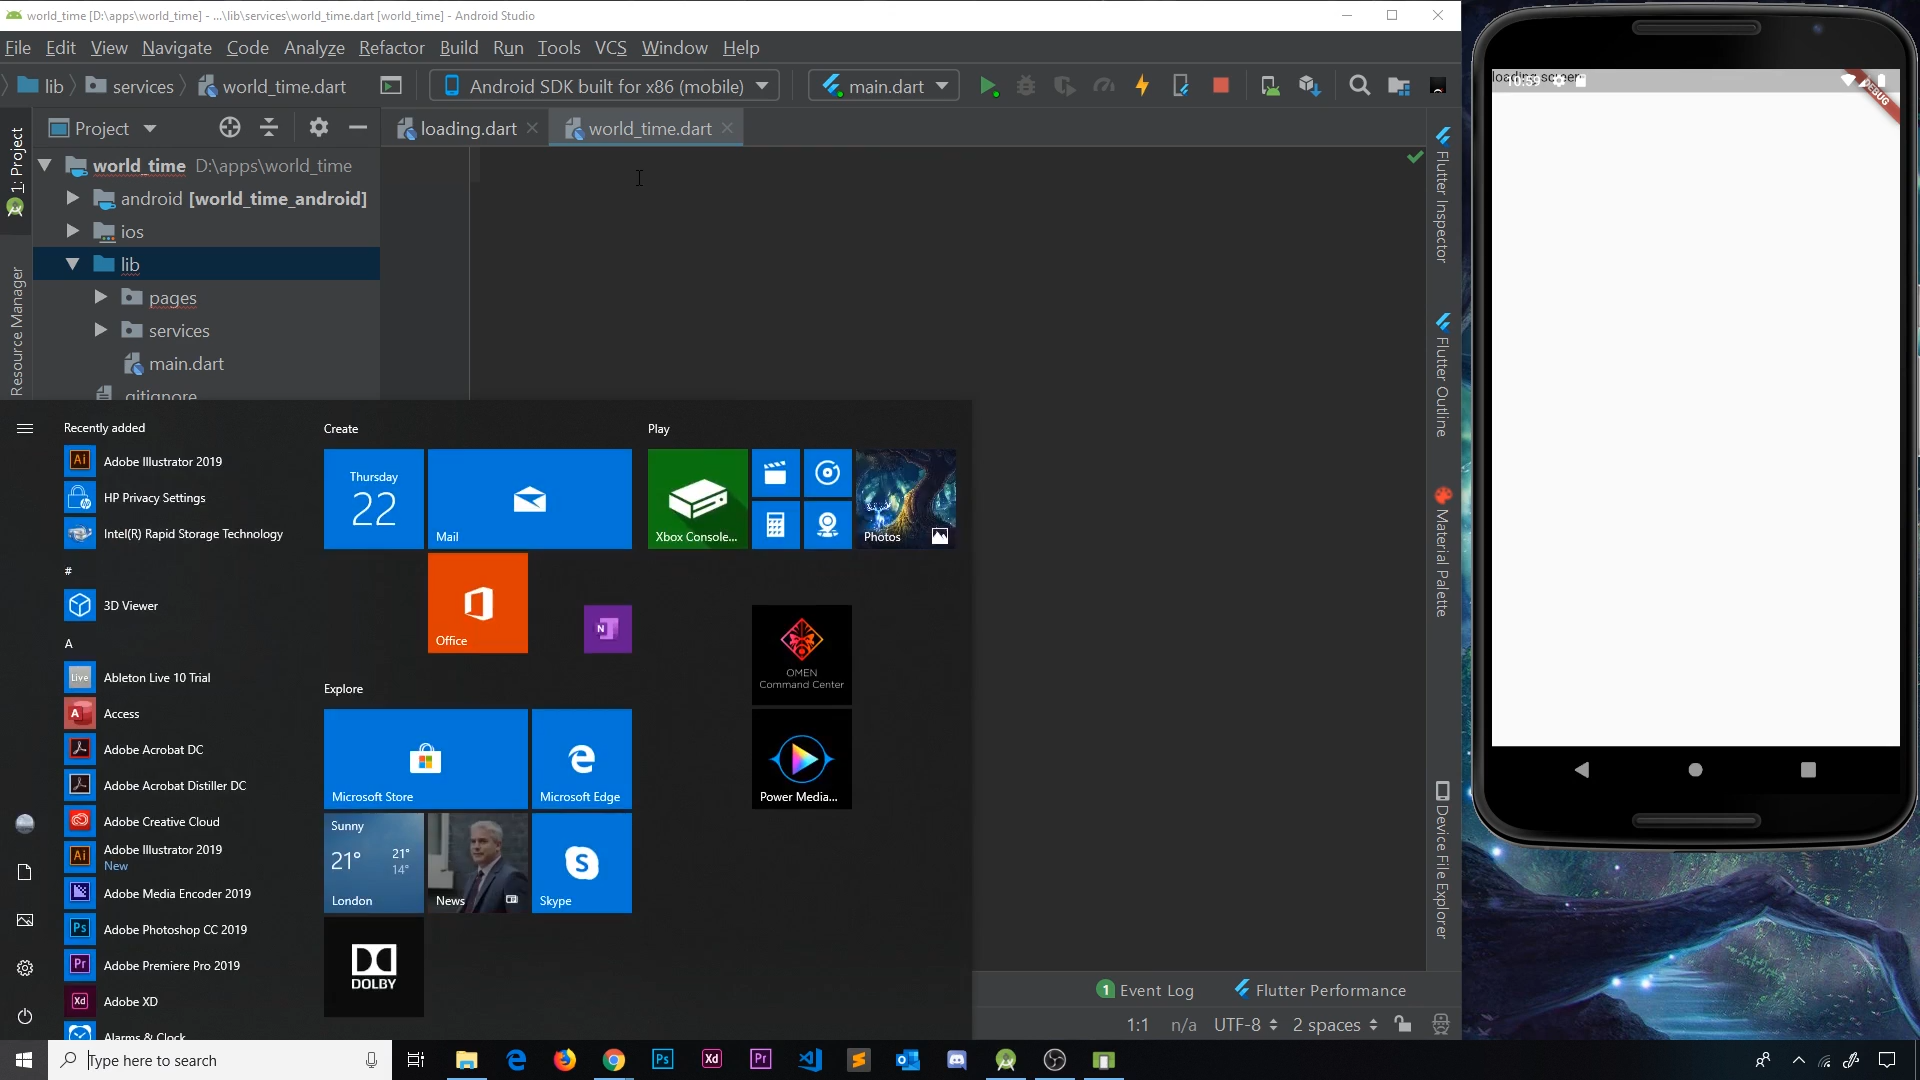 world_time [D:\apps\world_time] - ...\lib\services\world_time.dart [world_time] - Android Studio
File Edit View Navigate Code Analyze Refactor Build Run Tools VCS Window Help
lib services world_time.dart Android SDK built for x86 (mobile) main.dart
Project loading.dart world_time.dart
1: Project
Resource Manager
world_time D:\apps\world_time
android [world_time_android]
ios
lib
pages
services
main.dart
.gitignore
Flutter Inspector
Flutter Outline
Material Palette
Device File Explorer
loading screen
10:59
DEBUG
Recently added
Adobe Illustrator 2019
HP Privacy Settings
Intel(R) Rapid Storage Technology
#
3D Viewer
A
Ableton Live 10 Trial
Access
Adobe Acrobat DC
Adobe Acrobat Distiller DC
Adobe Creative Cloud
Adobe Illustrator 2019
New
Adobe Media Encoder 2019
Adobe Photoshop CC 2019
Adobe Premiere Pro 2019
Adobe XD
Alarms & Clock
Create
Thursday
22
Mail
Office
Explore
Microsoft Store
Microsoft Edge
Sunny
21° 21°
14°
London
News
Skype
DOLBY
Play
Xbox Console...
Photos
OMEN
Command Center
Power Media...
1 Event Log Flutter Performance
1:1 n/a UTF-8 2 spaces
Type here to search